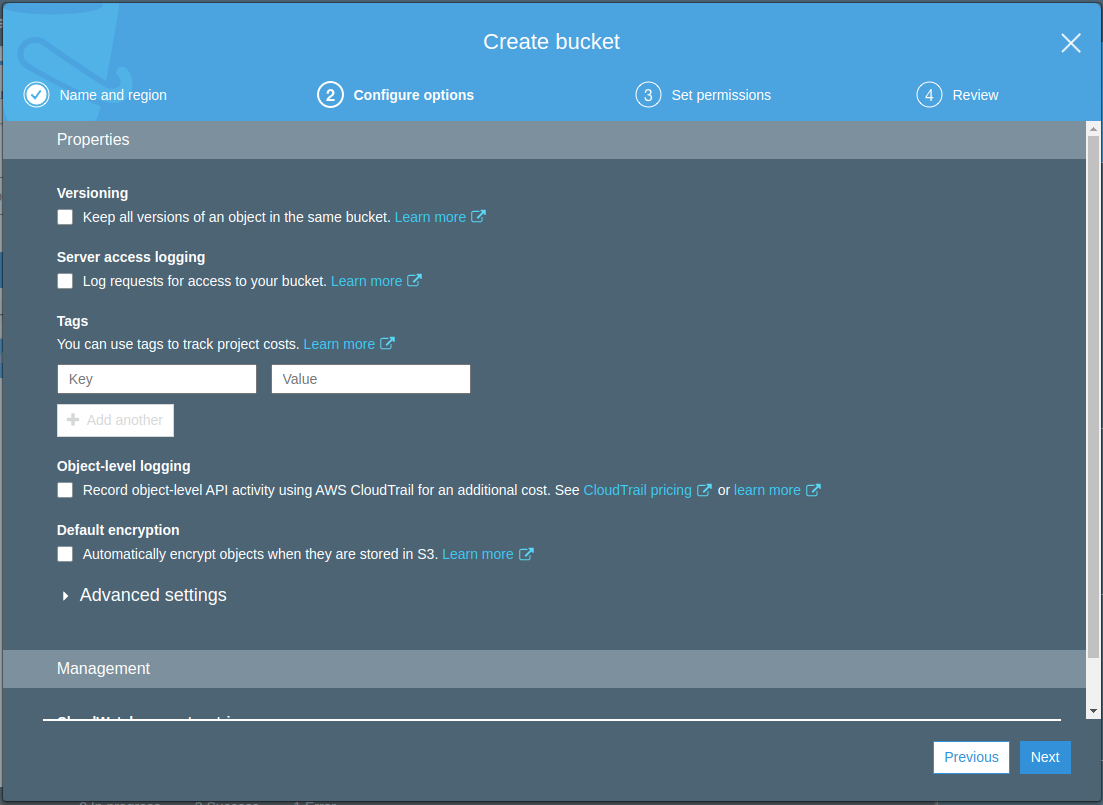 Create bucket
Name and region
2 Configure options
3 Set permissions
4 Review
Properties
Versioning
Keep all versions of an object in the same bucket. Learn more
Server access logging
Log requests for access to your bucket. Learn more
Tags
You can use tags to track project costs. Learn more
Key Value
Add another
Object-level logging
Record object-level API activity using AWS CloudTrail for an additional cost. See CloudTrail pricing or learn more
Default encryption
Automatically encrypt objects when they are stored in S3. Learn more
Advanced settings
Management
Previous Next